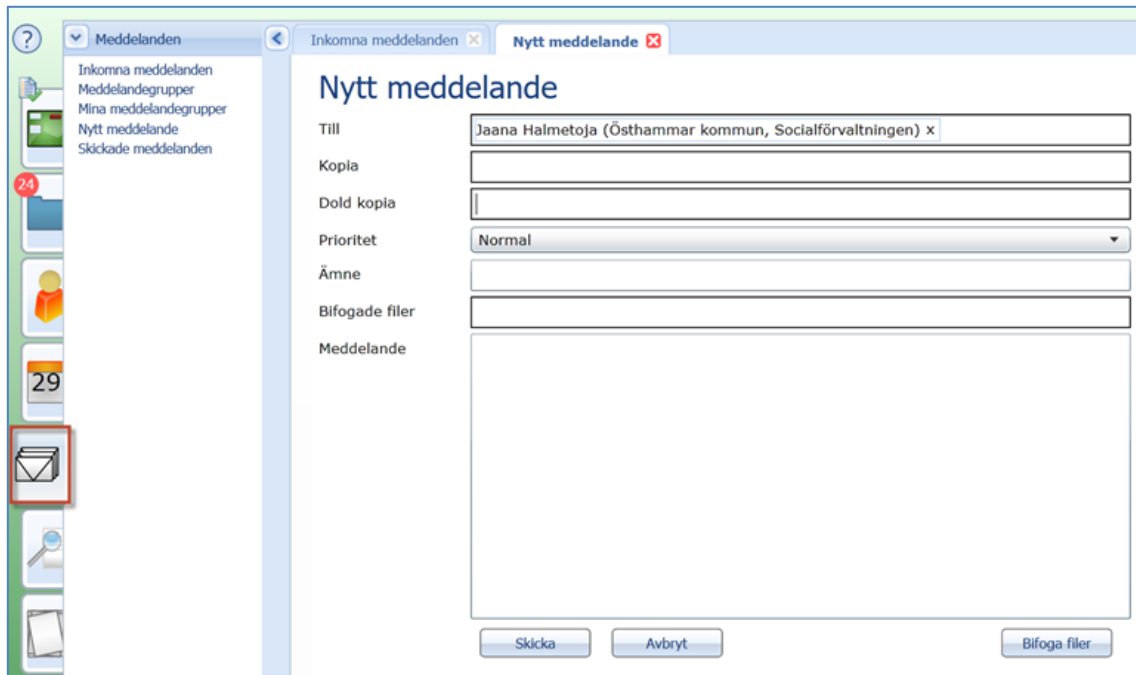 ?
Meddelanden
Inkomna meddelanden
Meddelandegrupper
Mina meddelandegrupper
Nytt meddelande
Skickade meddelanden
24
29
Inkomna meddelanden
Nytt meddelande
Nytt meddelande
Till
Jaana Halmetoja (Östhammar kommun, Socialförvaltningen) x
Kopia
Dold kopia
Prioritet
Normal
Ämne
Bifogade filer
Meddelande
Skicka
Avbryt
Bifoga filer